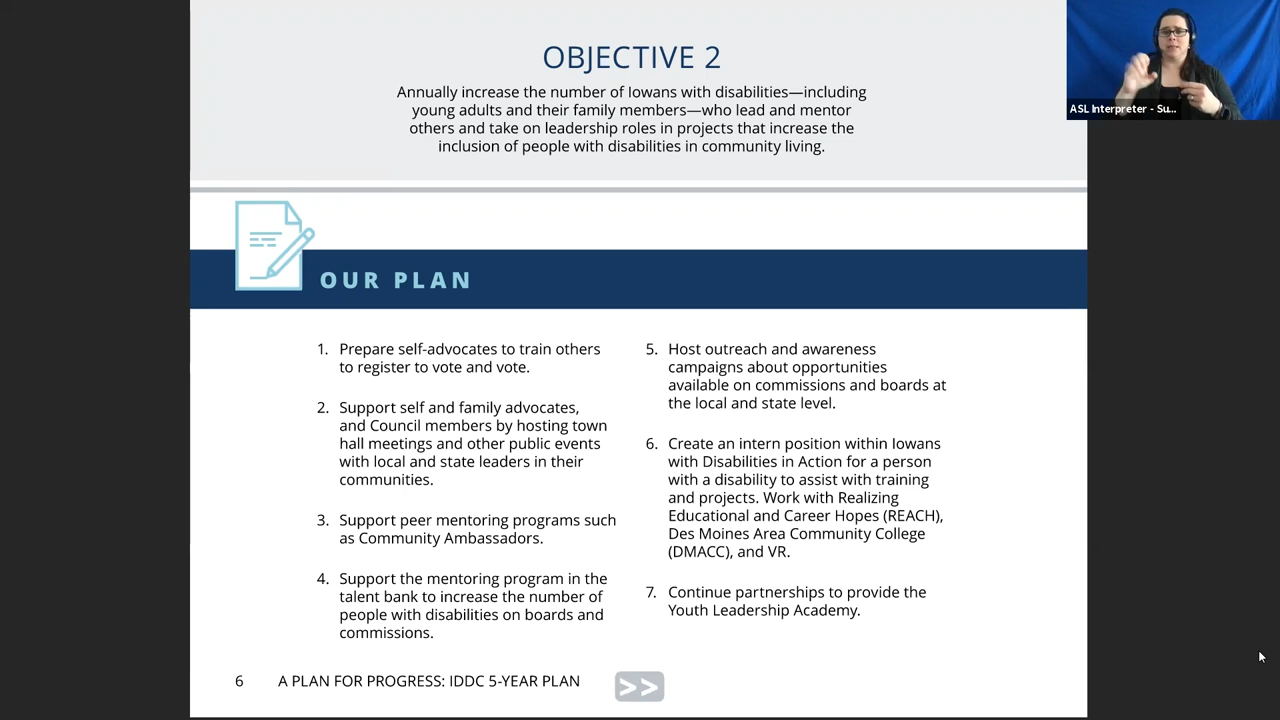 OBJECTIVE 2
Annually increase the number of Iowans with disabilities—including
young adults and their family members—who lead and mentor
others and take on leadership roles in projects that increase the
inclusion of people with disabilities in community living.
ASL Interpreter - Su...
OUR PLAN
1. Prepare self-advocates to train others
to register to vote and vote.
2. Support self and family advocates,
and Council members by hosting town
hall meetings and other public events
with local and state leaders in their
communities.
3. Support peer mentoring programs such
as Community Ambassadors.
4. Support the mentoring program in the
talent bank to increase the number of
people with disabilities on boards and
commissions.
5. Host outreach and awareness
campaigns about opportunities
available on commissions and boards at
the local and state level.
6. Create an intern position within Iowans
with Disabilities in Action for a person
with a disability to assist with training
and projects. Work with Realizing
Educational and Career Hopes (REACH),
Des Moines Area Community College
(DMACC), and VR.
7. Continue partnerships to provide the
Youth Leadership Academy.
6 A PLAN FOR PROGRESS: IDDC 5-YEAR PLAN >>